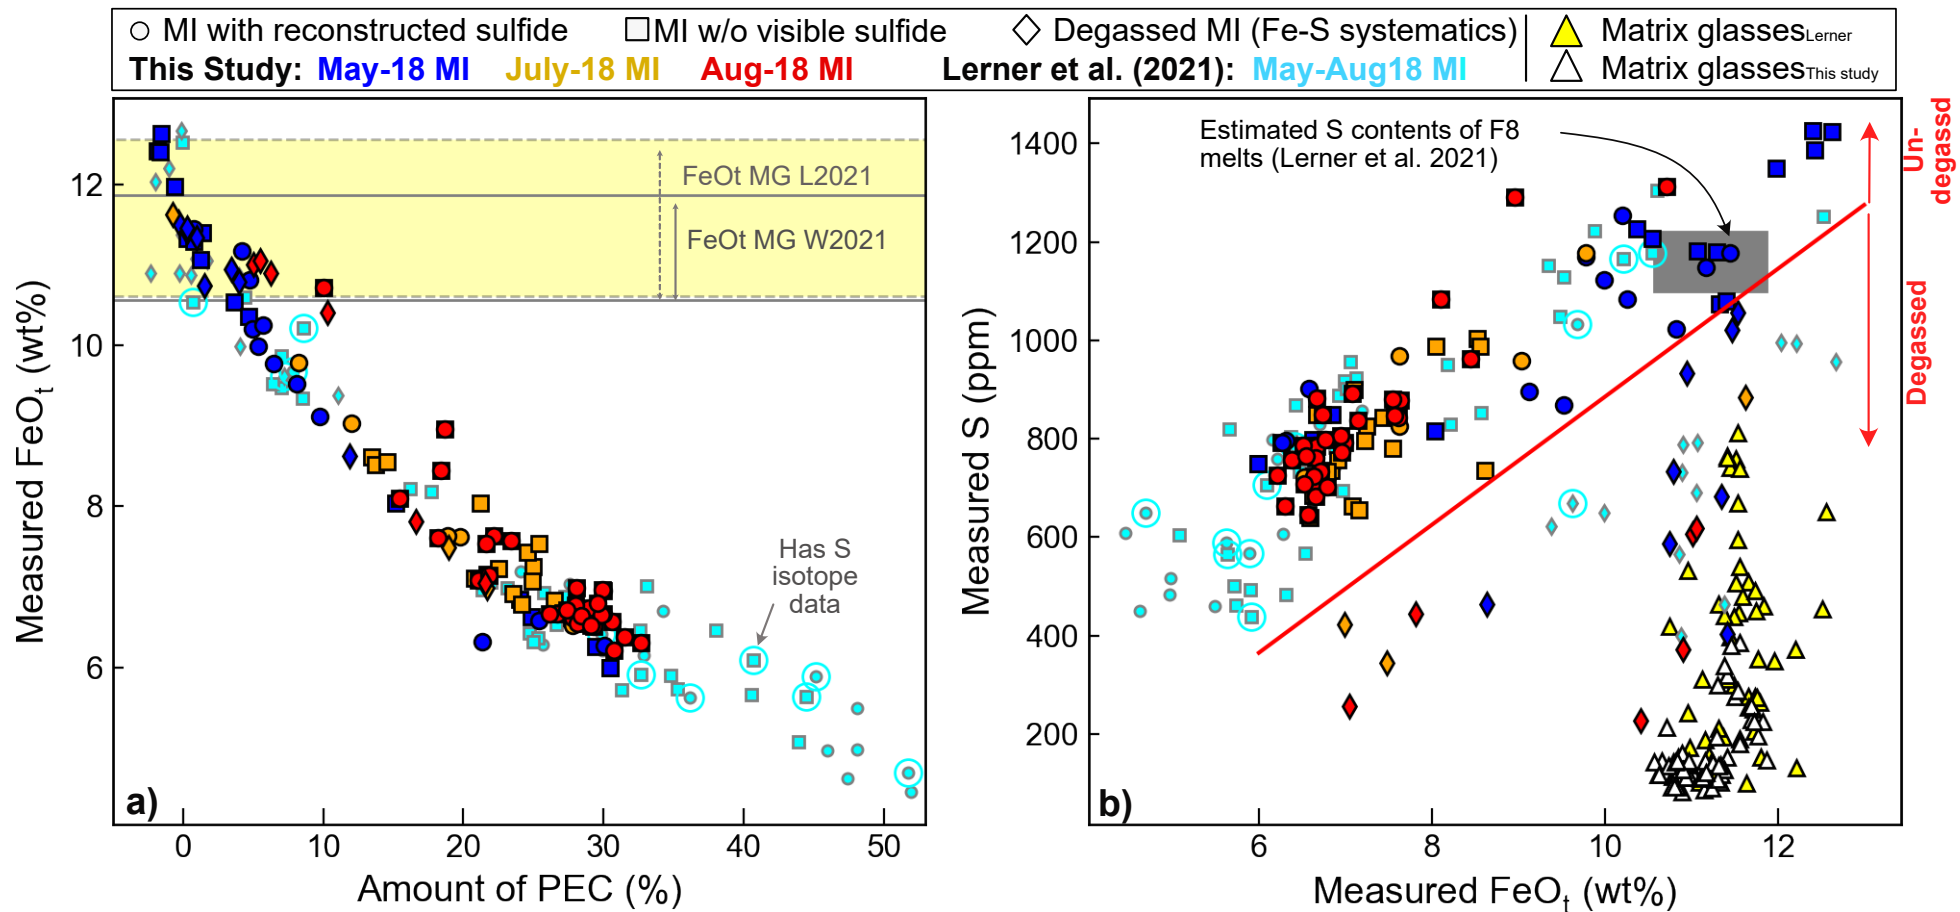 MI with reconstructed sulfide MI w/o visible sulfide Degassed MI (Fe-S systematics) Matrix glasses Lerner
This Study: May-18 MI July-18 MI Aug-18 MI Lerner et al. (2021): May-Aug18 MI Matrix glasses This study
FeOt MG L2021
FeOt MG W2021
Has S
isotope
data
a)
12
10
8
6
0 10 20 30 40 50
Measured FeOt (wt%)
Amount of PEC (%)
Estimated S contents of F8
melts (Lerner et al. 2021)
Un-
degassd
Degassed
b)
1400
1200
1000
800
600
400
200
6 8 10 12
Measured S (ppm)
Measured FeOt (wt%)